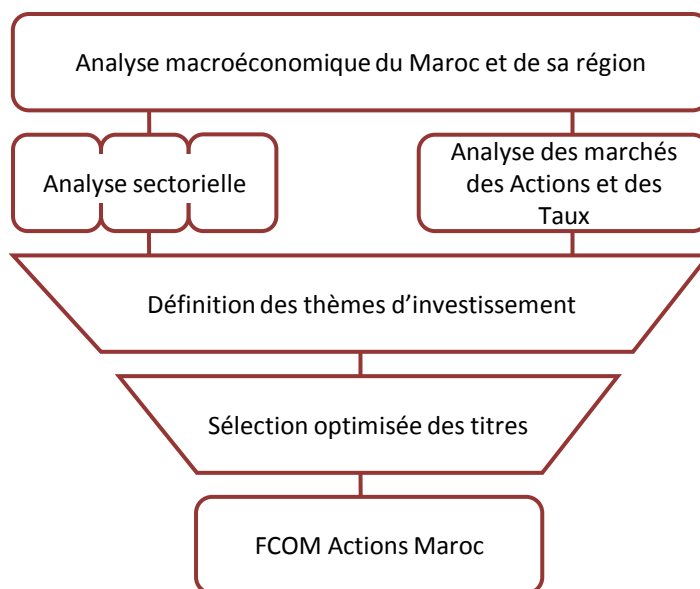 Analyse macroéconomique du Maroc et de sa région
Analyse sectorielle
Analyse des marchés
des Actions et des
Taux
Définition des thèmes d’investissement
Sélection optimisée des titres
FCOM Actions Maroc